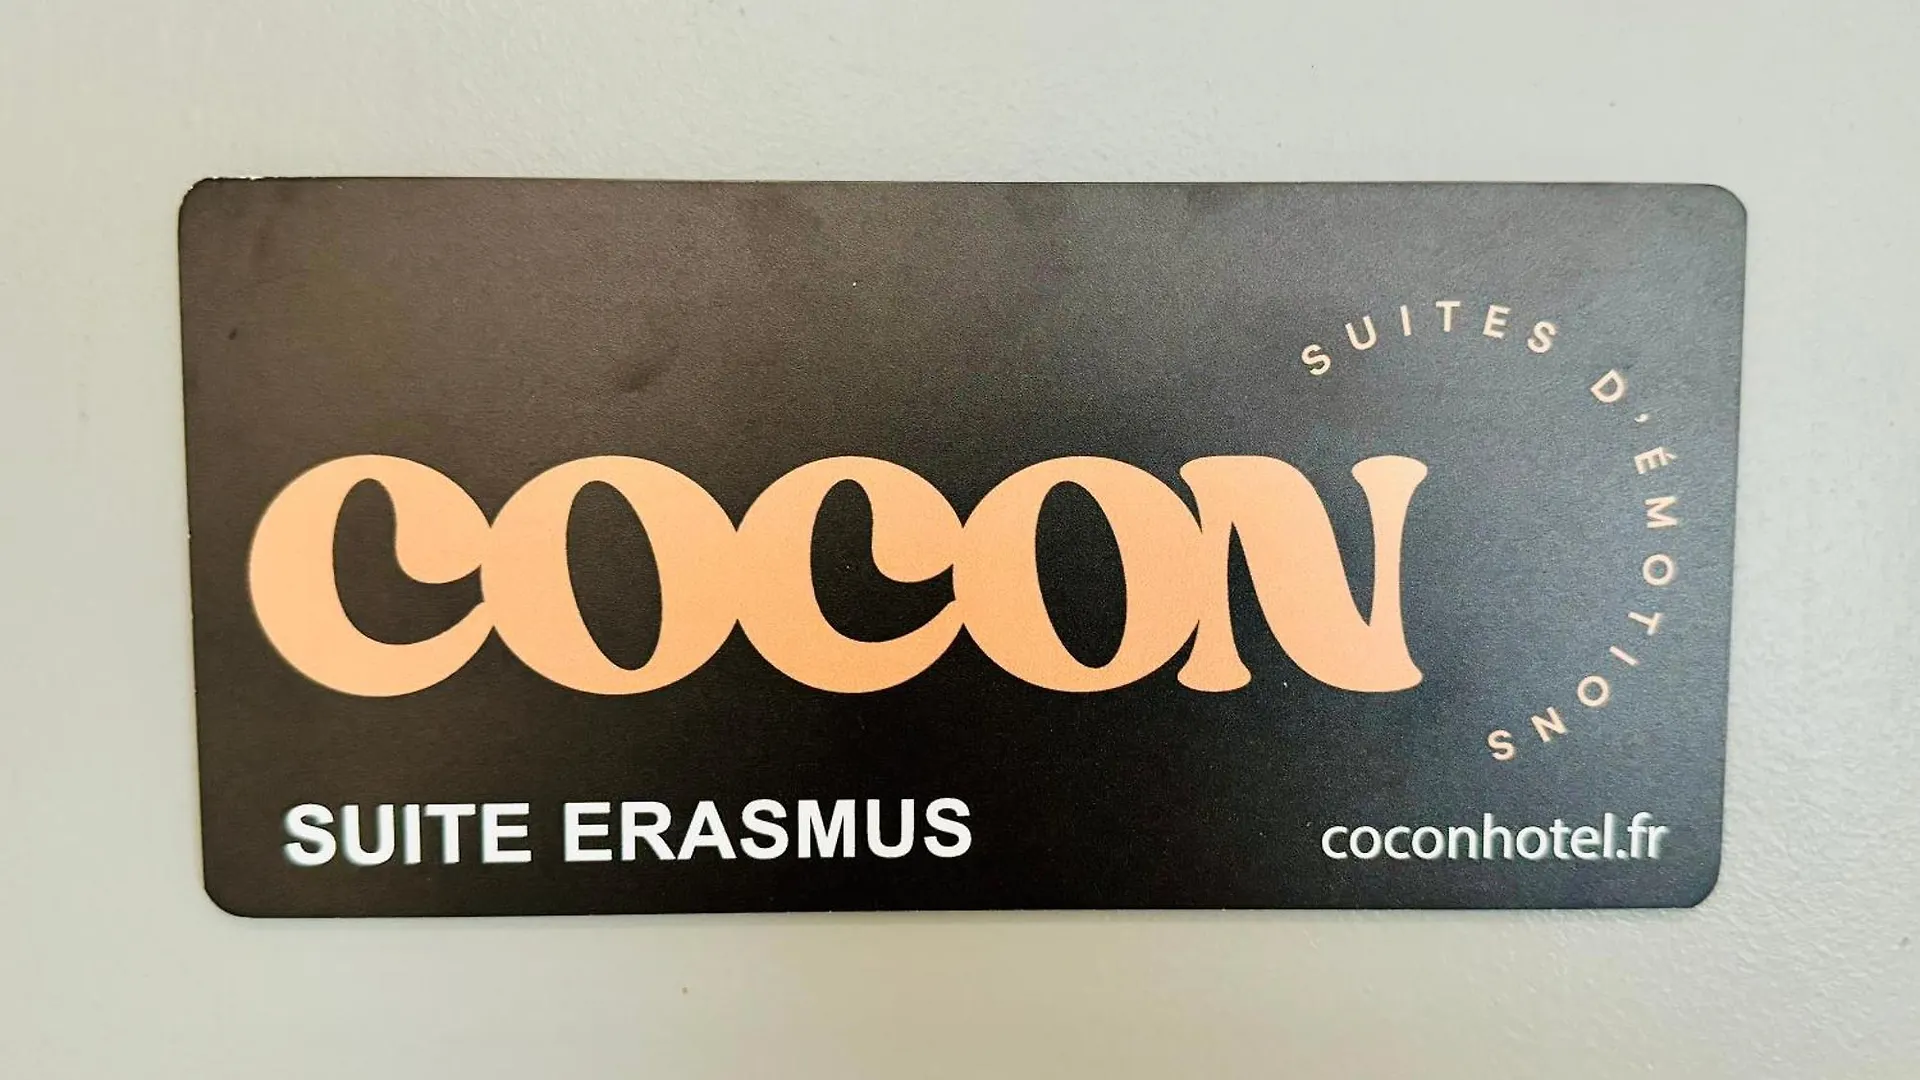 SUITES D'ÉMOTIONS
COCON
SUITE ERASMUS
coconhotel.fr